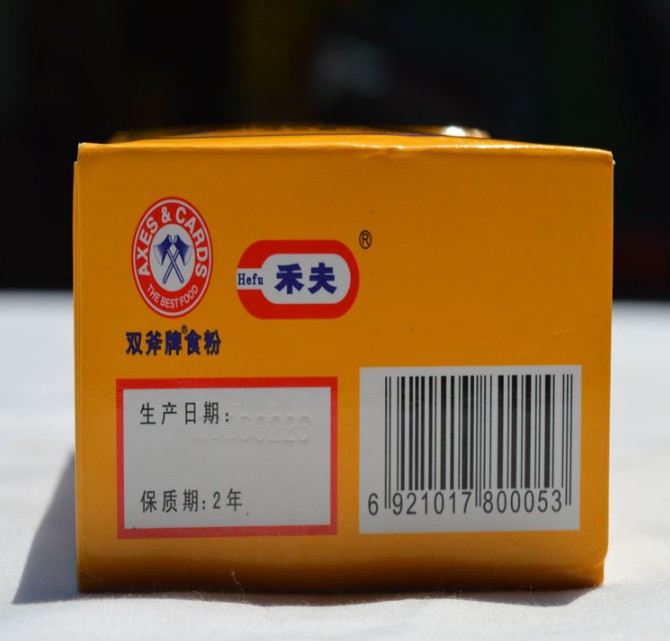 AXES & CARDS
THE BEST FOOD
双斧牌®食粉
Hefu 禾夫 ®
生产日期:
保质期:2年
6 921017 800053